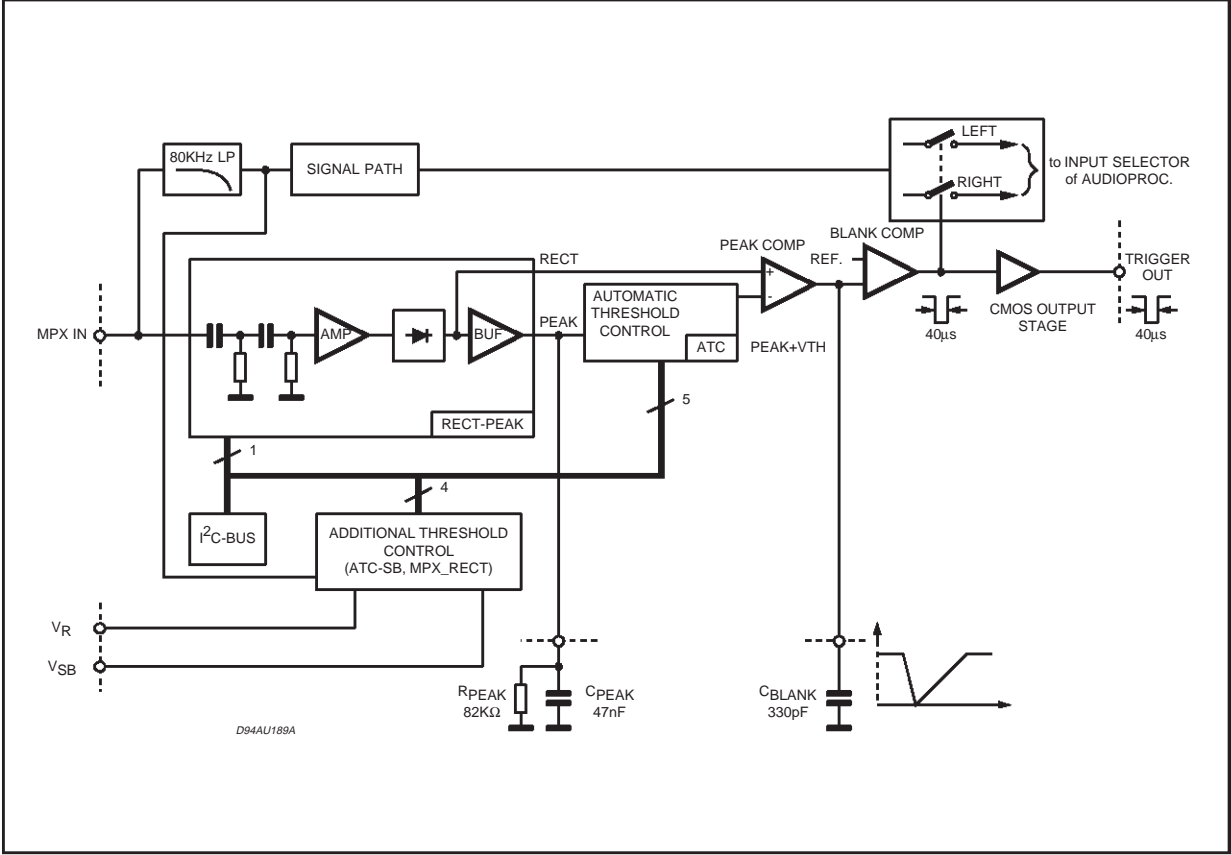 80KHz LP
SIGNAL PATH
LEFT
RIGHT
to INPUT SELECTOR
of AUDIOPROC.
MPX IN
AMP
BUF
RECT-PEAK
RECT
PEAK
AUTOMATIC
THRESHOLD
CONTROL
ATC
PEAK+VTH
PEAK COMP
+
-
BLANK COMP
REF.
40µs
CMOS OUTPUT
STAGE
TRIGGER
OUT
40µs
1
5
4
I2C-BUS
ADDITIONAL THRESHOLD
CONTROL
(ATC-SB, MPX_RECT)
VR
VSB
RPEAK
82KΩ
CPEAK
47nF
CBLANK
330pF
D94AU189A